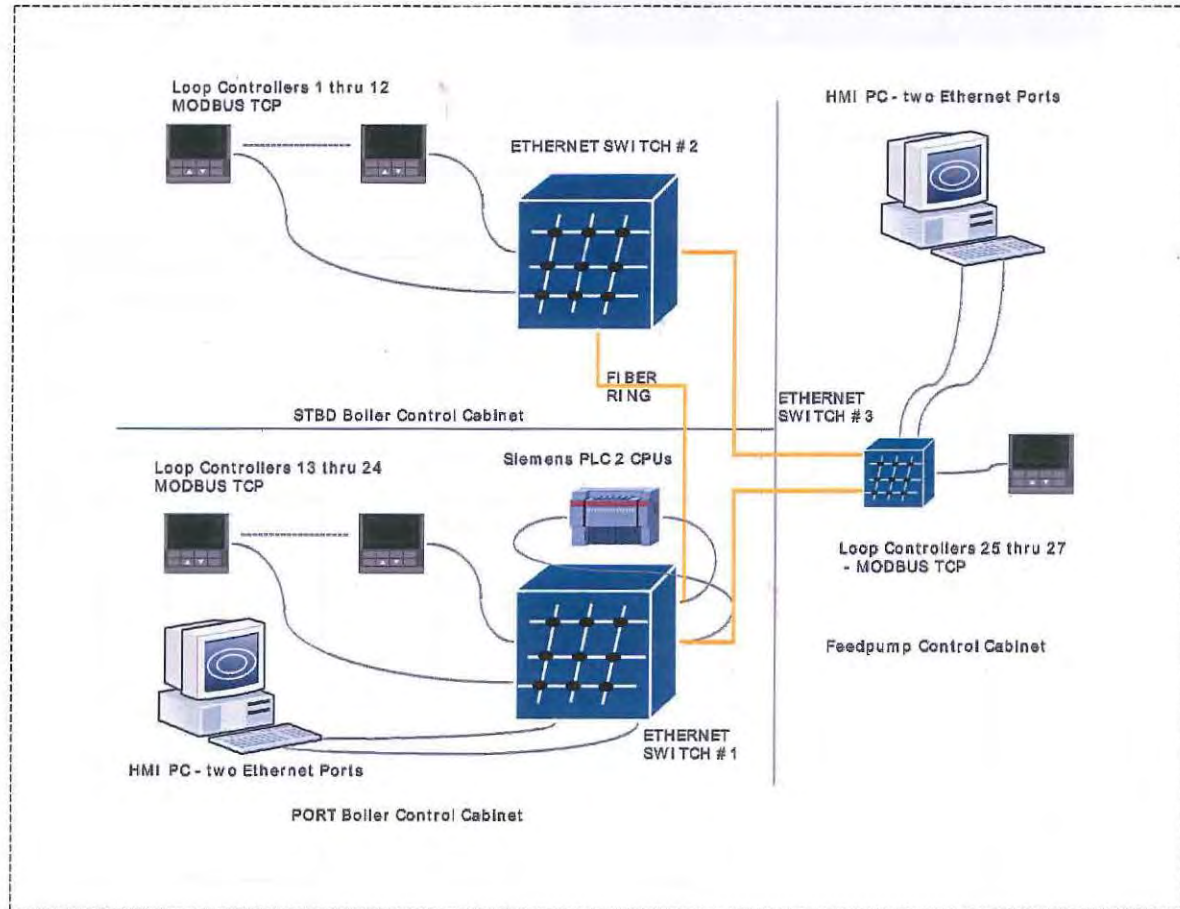 Loop Controllers 1 thru 12
MODBUS TCP
ETHERNET SWITCH # 2
HMI PC - two Ethernet Ports
FIBER
RING
ETHERNET
SWITCH # 3
STBD Boiler Control Cabinet
Loop Controllers 13 thru 24
MODBUS TCP
Siemens PLC 2 CPUs
Loop Controllers 25 thru 27
- MODBUS TCP
Feedpump Control Cabinet
ETHERNET
SWITCH # 1
HMI PC - two Ethernet Ports
PORT Boiler Control Cabinet